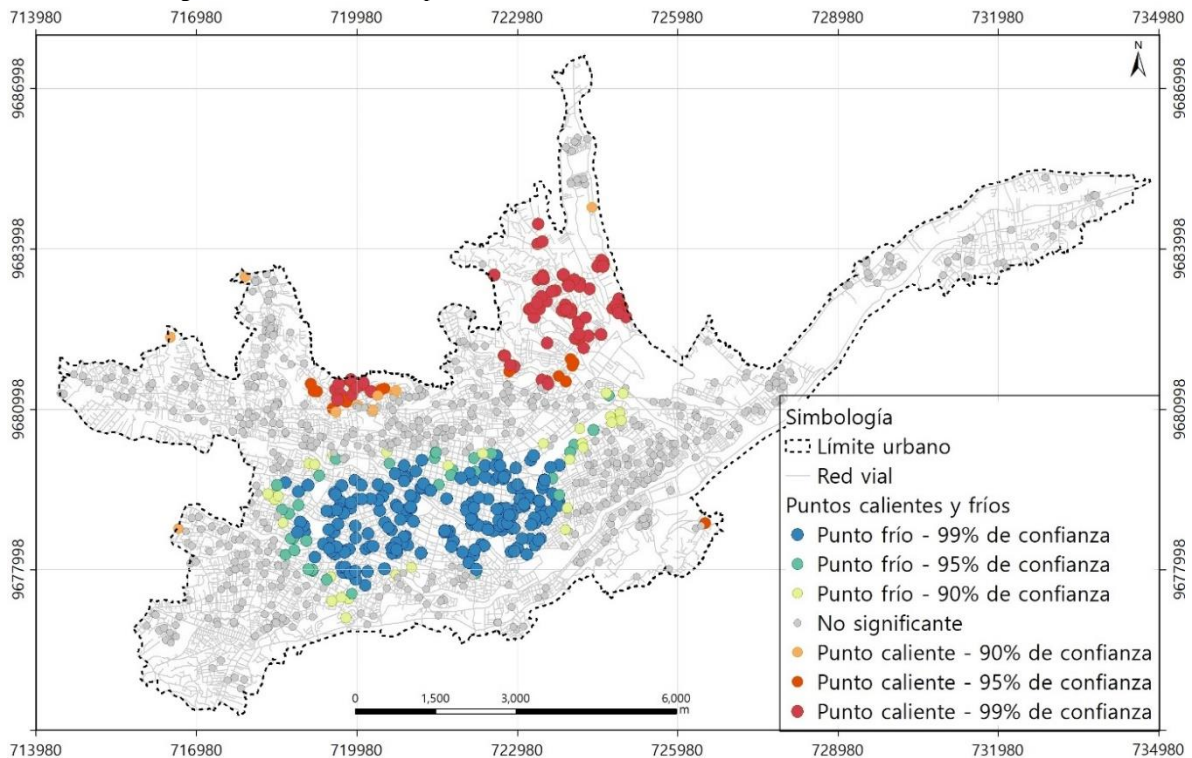 713980 716980 719980 722980 725980 728980 731980 734980
N
9686998 9686998
9683998 9683998
9680998 9680998
9677998 9677998
Simbología
Límite urbano
Red vial
Puntos calientes y fríos
Punto frío - 99% de confianza
Punto frío - 95% de confianza
Punto frío - 90% de confianza
No significante
Punto caliente - 90% de confianza
Punto caliente - 95% de confianza
Punto caliente - 99% de confianza
0 1,500 3,000 6,000
m
713980 716980 719980 722980 725980 728980 731980 734980